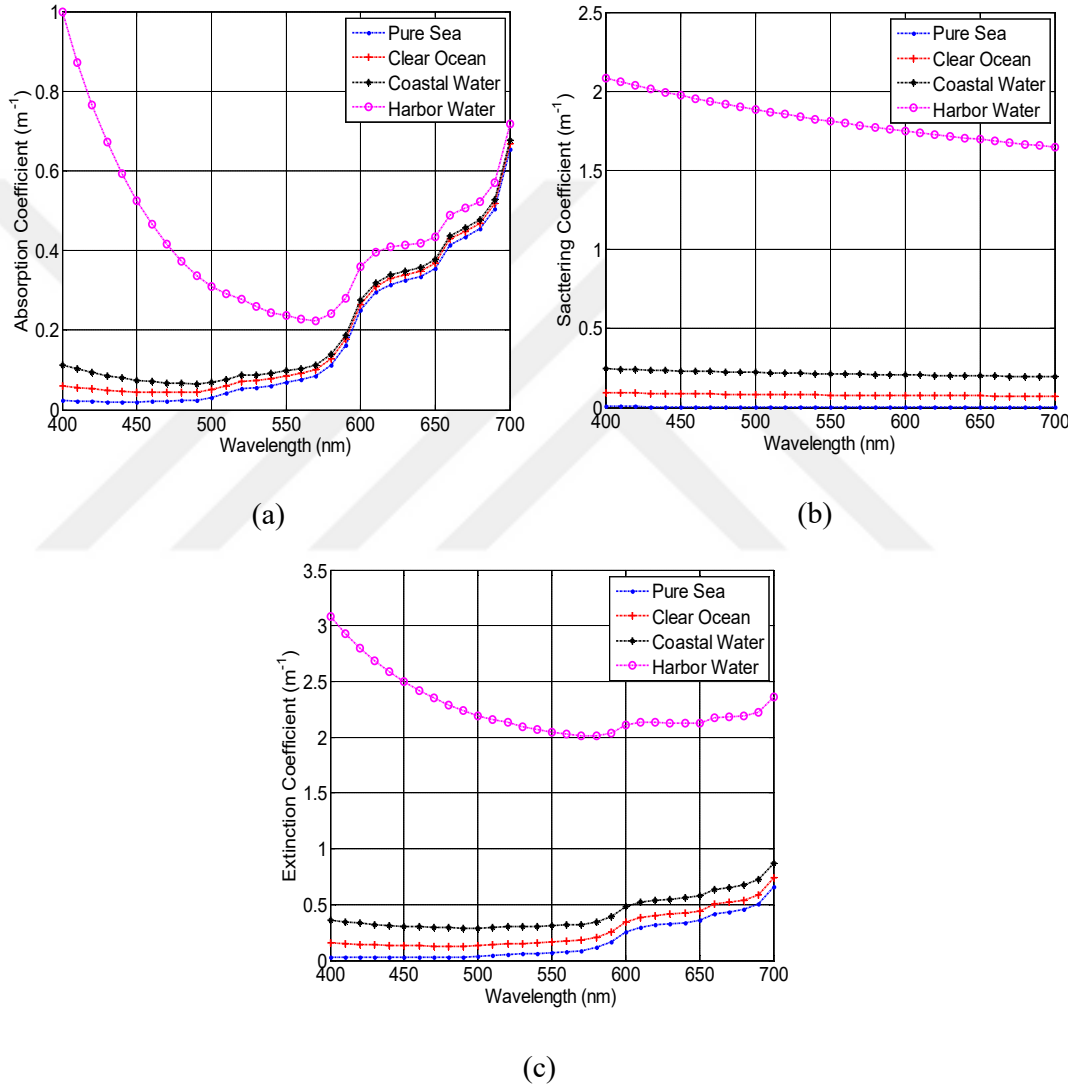 1
0.8
0.6
0.4
0.2
0
400 450 500 550 600 650 700
Absorption Coefficient (m⁻¹)
Wavelength (nm)
Pure Sea
Clear Ocean
Coastal Water
Harbor Water
(a)
2.5
2
1.5
1
0.5
0
400 450 500 550 600 650 700
Sacttering Coefficient (m⁻¹)
Wavelength (nm)
Pure Sea
Clear Ocean
Coastal Water
Harbor Water
(b)
3.5
3
2.5
2
1.5
1
0.5
0
400 450 500 550 600 650 700
Extinction Coefficient (m⁻¹)
Wavelength (nm)
Pure Sea
Clear Ocean
Coastal Water
Harbor Water
(c)